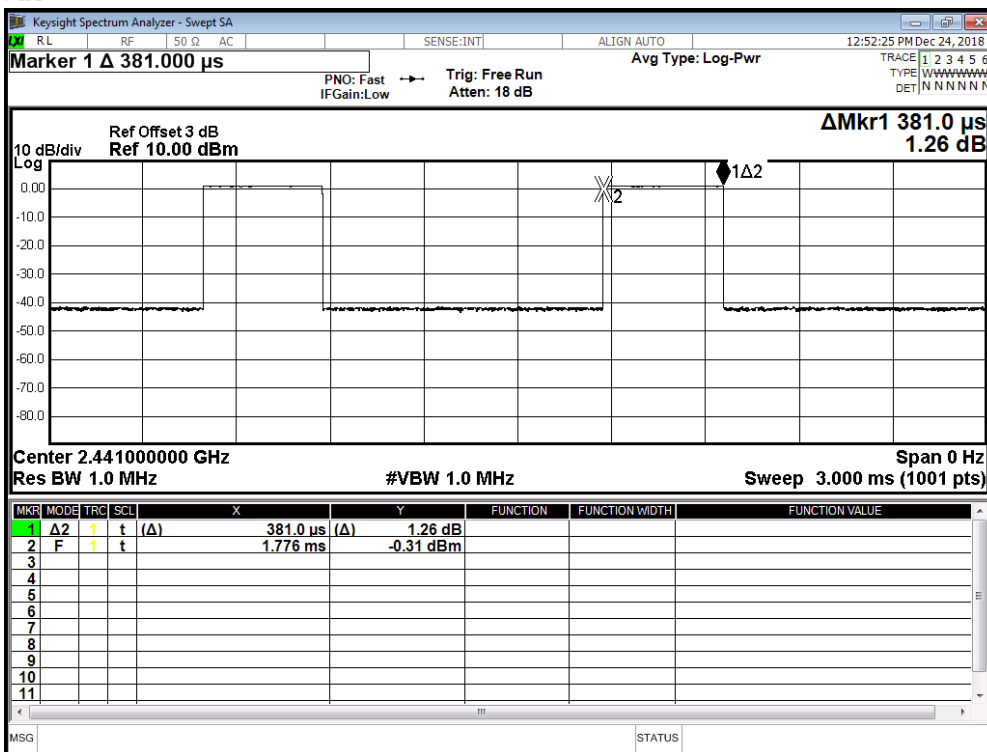 Keysight Spectrum Analyzer - Swept SA
LXI RL RF 50 Ω AC SENSE:INT ALIGN AUTO 12:52:25 PM Dec 24, 2018
Marker 1 Δ 381.000 µs
Avg Type: Log-Pwr
TRACE 1 2 3 4 5 6
PNO: Fast Trig: Free Run
TYPE WWWWWW
IFGain:Low Atten: 18 dB
DET N N N N N N
ΔMkr1 381.0 µs
1.26 dB
Ref Offset 3 dB
10 dB/div Ref 10.00 dBm
Log
1Δ2
0.00
2
-10.0
-20.0
-30.0
-40.0
-50.0
-60.0
-70.0
-80.0
Center 2.441000000 GHz Span 0 Hz
Res BW 1.0 MHz #VBW 1.0 MHz Sweep 3.000 ms (1001 pts)
MKR MODE TRC SCL X Y FUNCTION FUNCTION WIDTH FUNCTION VALUE
1 Δ2 1 t (Δ) 381.0 µs (Δ) 1.26 dB
2 F 1 t 1.776 ms -0.31 dBm
3
4
5
6
7
8
9
10
11
MSG STATUS